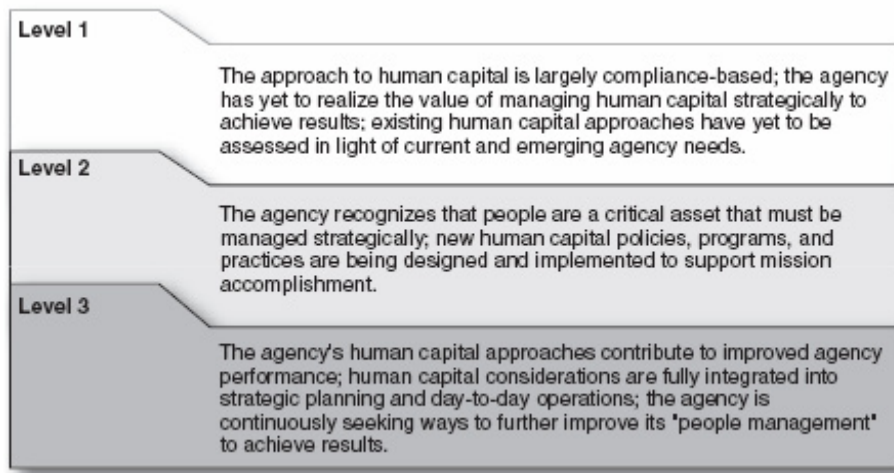 Level 1
The approach to human capital is largely compliance-based; the agency
has yet to realize the value of managing human capital strategically to
achieve results; existing human capital approaches have yet to be
assessed in light of current and emerging agency needs.
Level 2
The agency recognizes that people are a critical asset that must be
managed strategically; new human capital policies, programs, and
practices are being designed and implemented to support mission
accomplishment.
Level 3
The agency's human capital approaches contribute to improved agency
performance; human capital considerations are fully integrated into
strategic planning and day-to-day operations; the agency is
continuously seeking ways to further improve its "people management"
to achieve results.